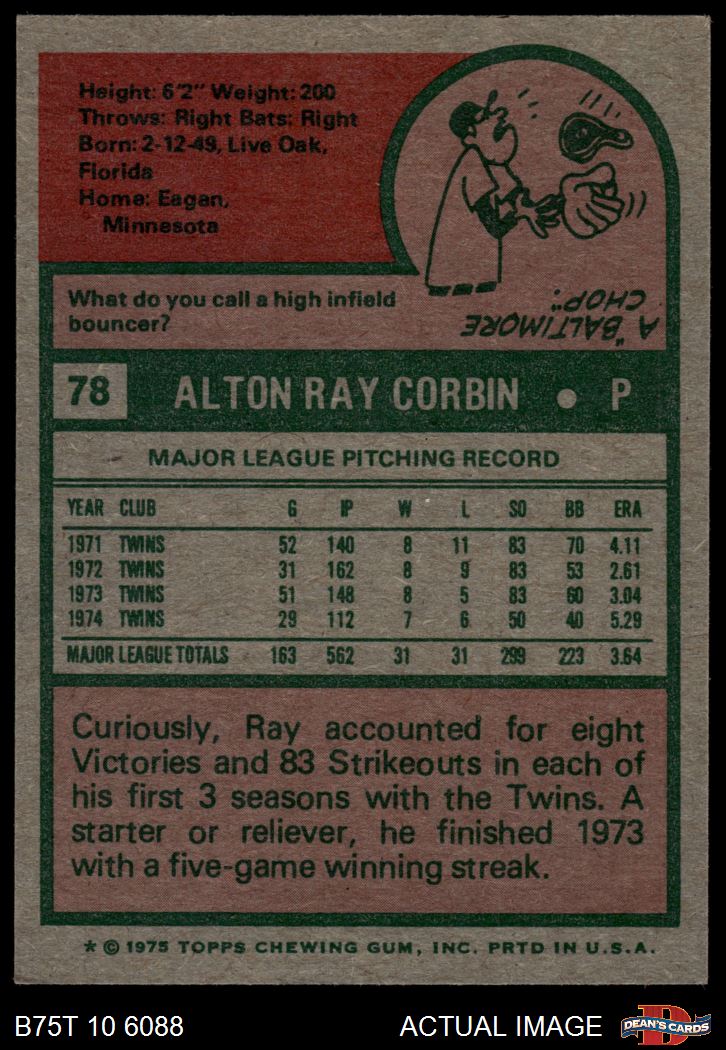 Height: 6'2" Weight: 200
Throws: Right Bats: Right
Born: 2-12-49, Live Oak,
Florida
Home: Eagan,
Minnesota
What do you call a high infield
bouncer?
A "BALTIMORE
CHOP."
78 ALTON RAY CORBIN • P
MAJOR LEAGUE PITCHING RECORD
YEAR CLUB G IP W L SO BB ERA
1971 TWINS 52 140 8 11 83 70 4.11
1972 TWINS 31 162 8 9 83 53 2.61
1973 TWINS 51 148 8 5 83 60 3.04
1974 TWINS 29 112 7 6 50 40 5.29
MAJOR LEAGUE TOTALS 163 562 31 31 299 223 3.64
Curiously, Ray accounted for eight
Victories and 83 Strikeouts in each of
his first 3 seasons with the Twins. A
starter or reliever, he finished 1973
with a five-game winning streak.
* © 1975 TOPPS CHEWING GUM, INC. PRTD IN U.S.A.
B75T 10 6088 ACTUAL IMAGE
D
DEAN'S CARDS